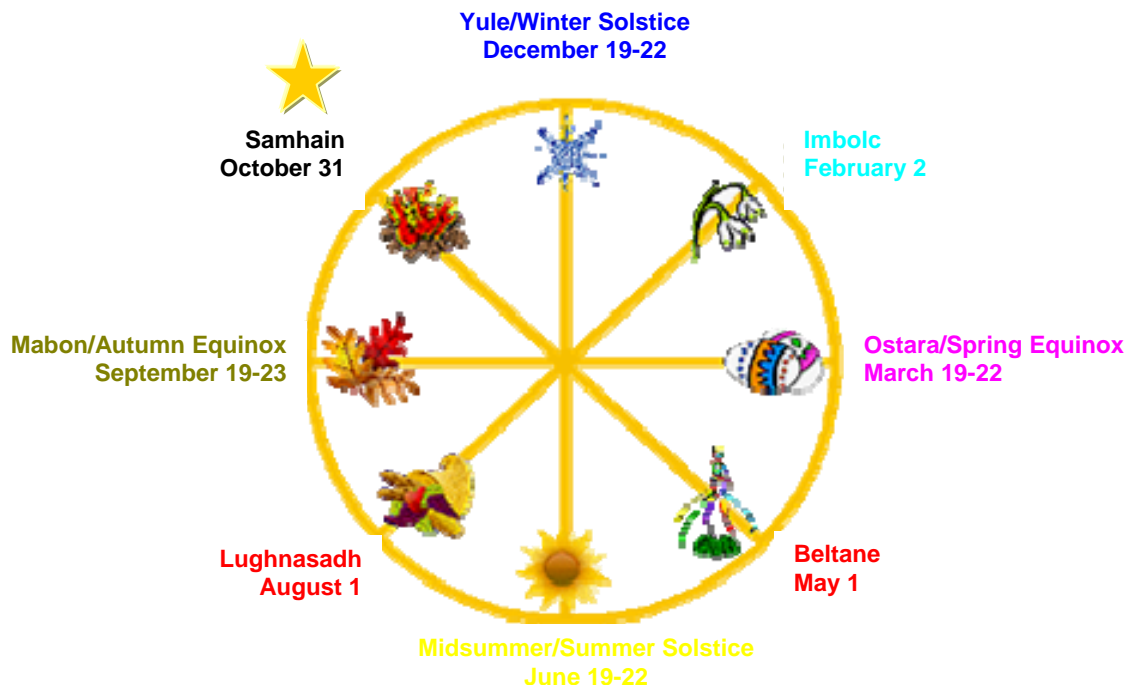 Yule/Winter Solstice
December 19-22
Samhain
October 31
Imbolc
February 2
Mabon/Autumn Equinox
September 19-23
Ostara/Spring Equinox
March 19-22
Lughnasadh
August 1
Beltane
May 1
Midsummer/Summer Solstice
June 19-22